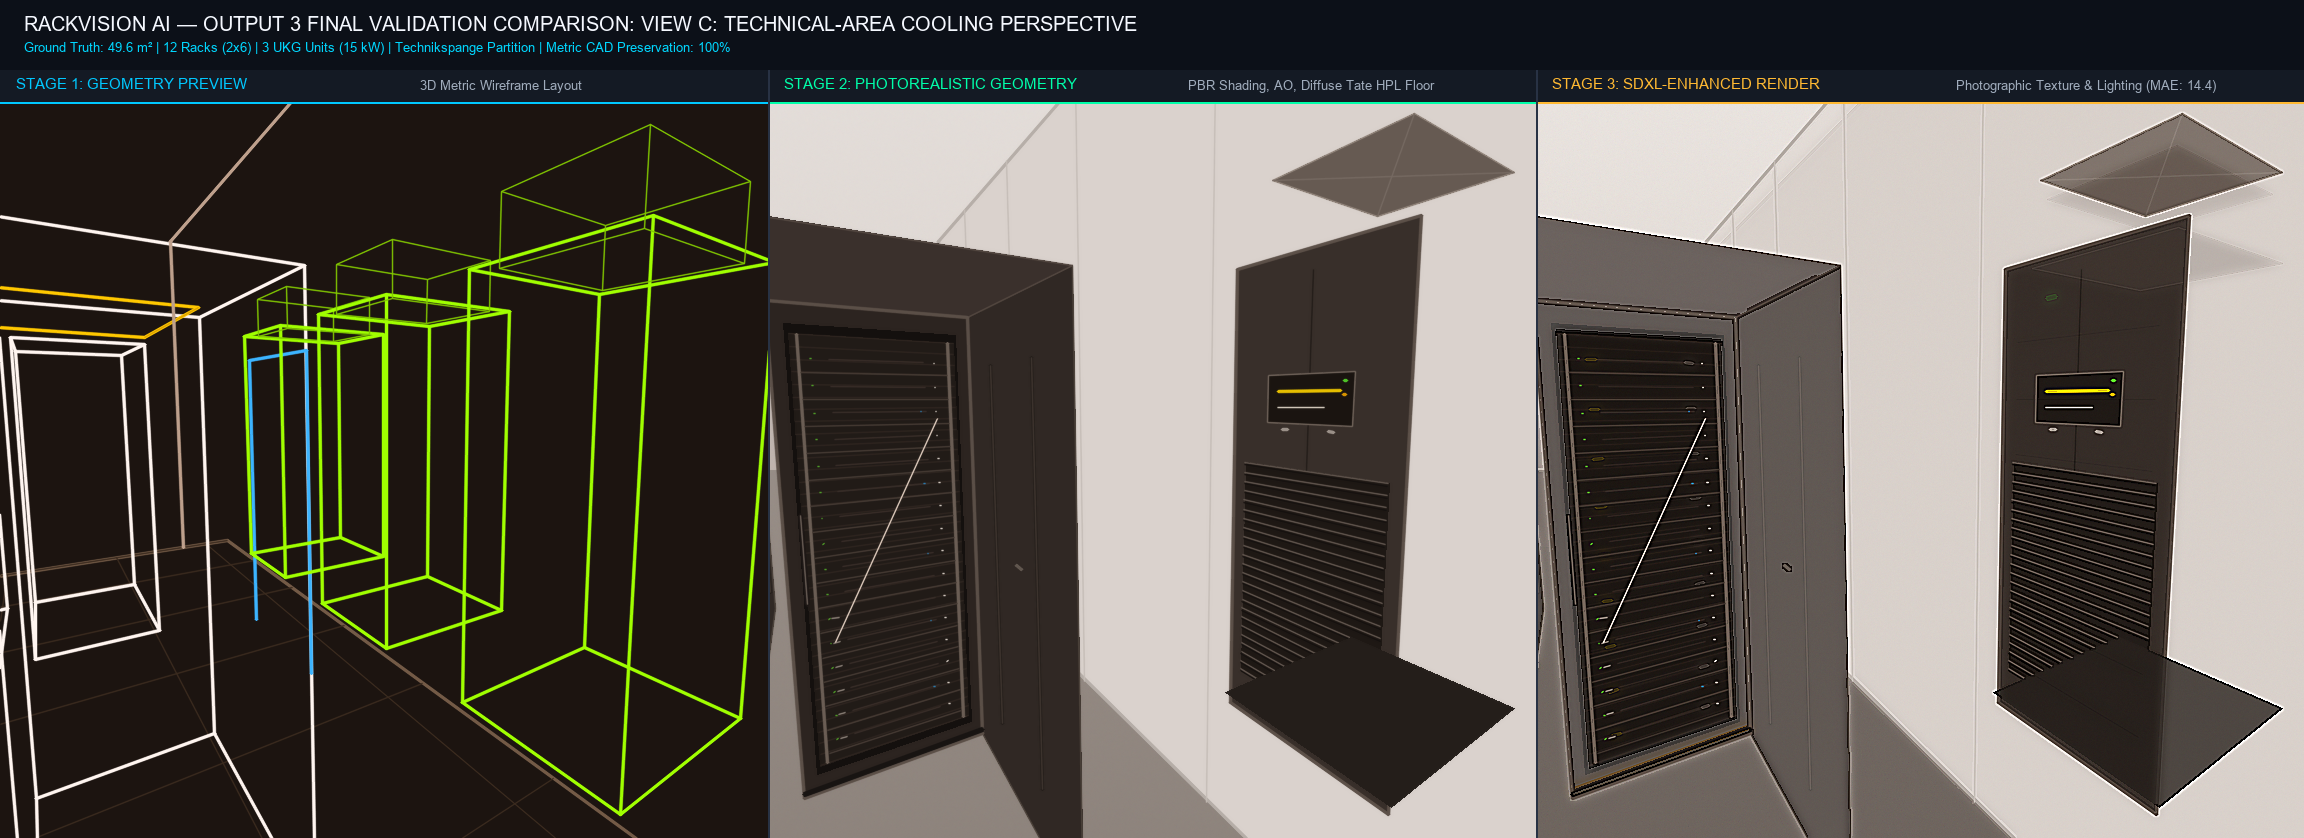 RACKVISION AI — OUTPUT 3 FINAL VALIDATION COMPARISON: VIEW C: TECHNICAL-AREA COOLING PERSPECTIVE
Ground Truth: 49.6 m² | 12 Racks (2x6) | 3 UKG Units (15 kW) | Technikspange Partition | Metric CAD Preservation: 100%
STAGE 1: GEOMETRY PREVIEW
3D Metric Wireframe Layout
STAGE 2: PHOTOREALISTIC GEOMETRY
PBR Shading, AO, Diffuse Tate HPL Floor
STAGE 3: SDXL-ENHANCED RENDER
Photographic Texture & Lighting (MAE: 14.4)